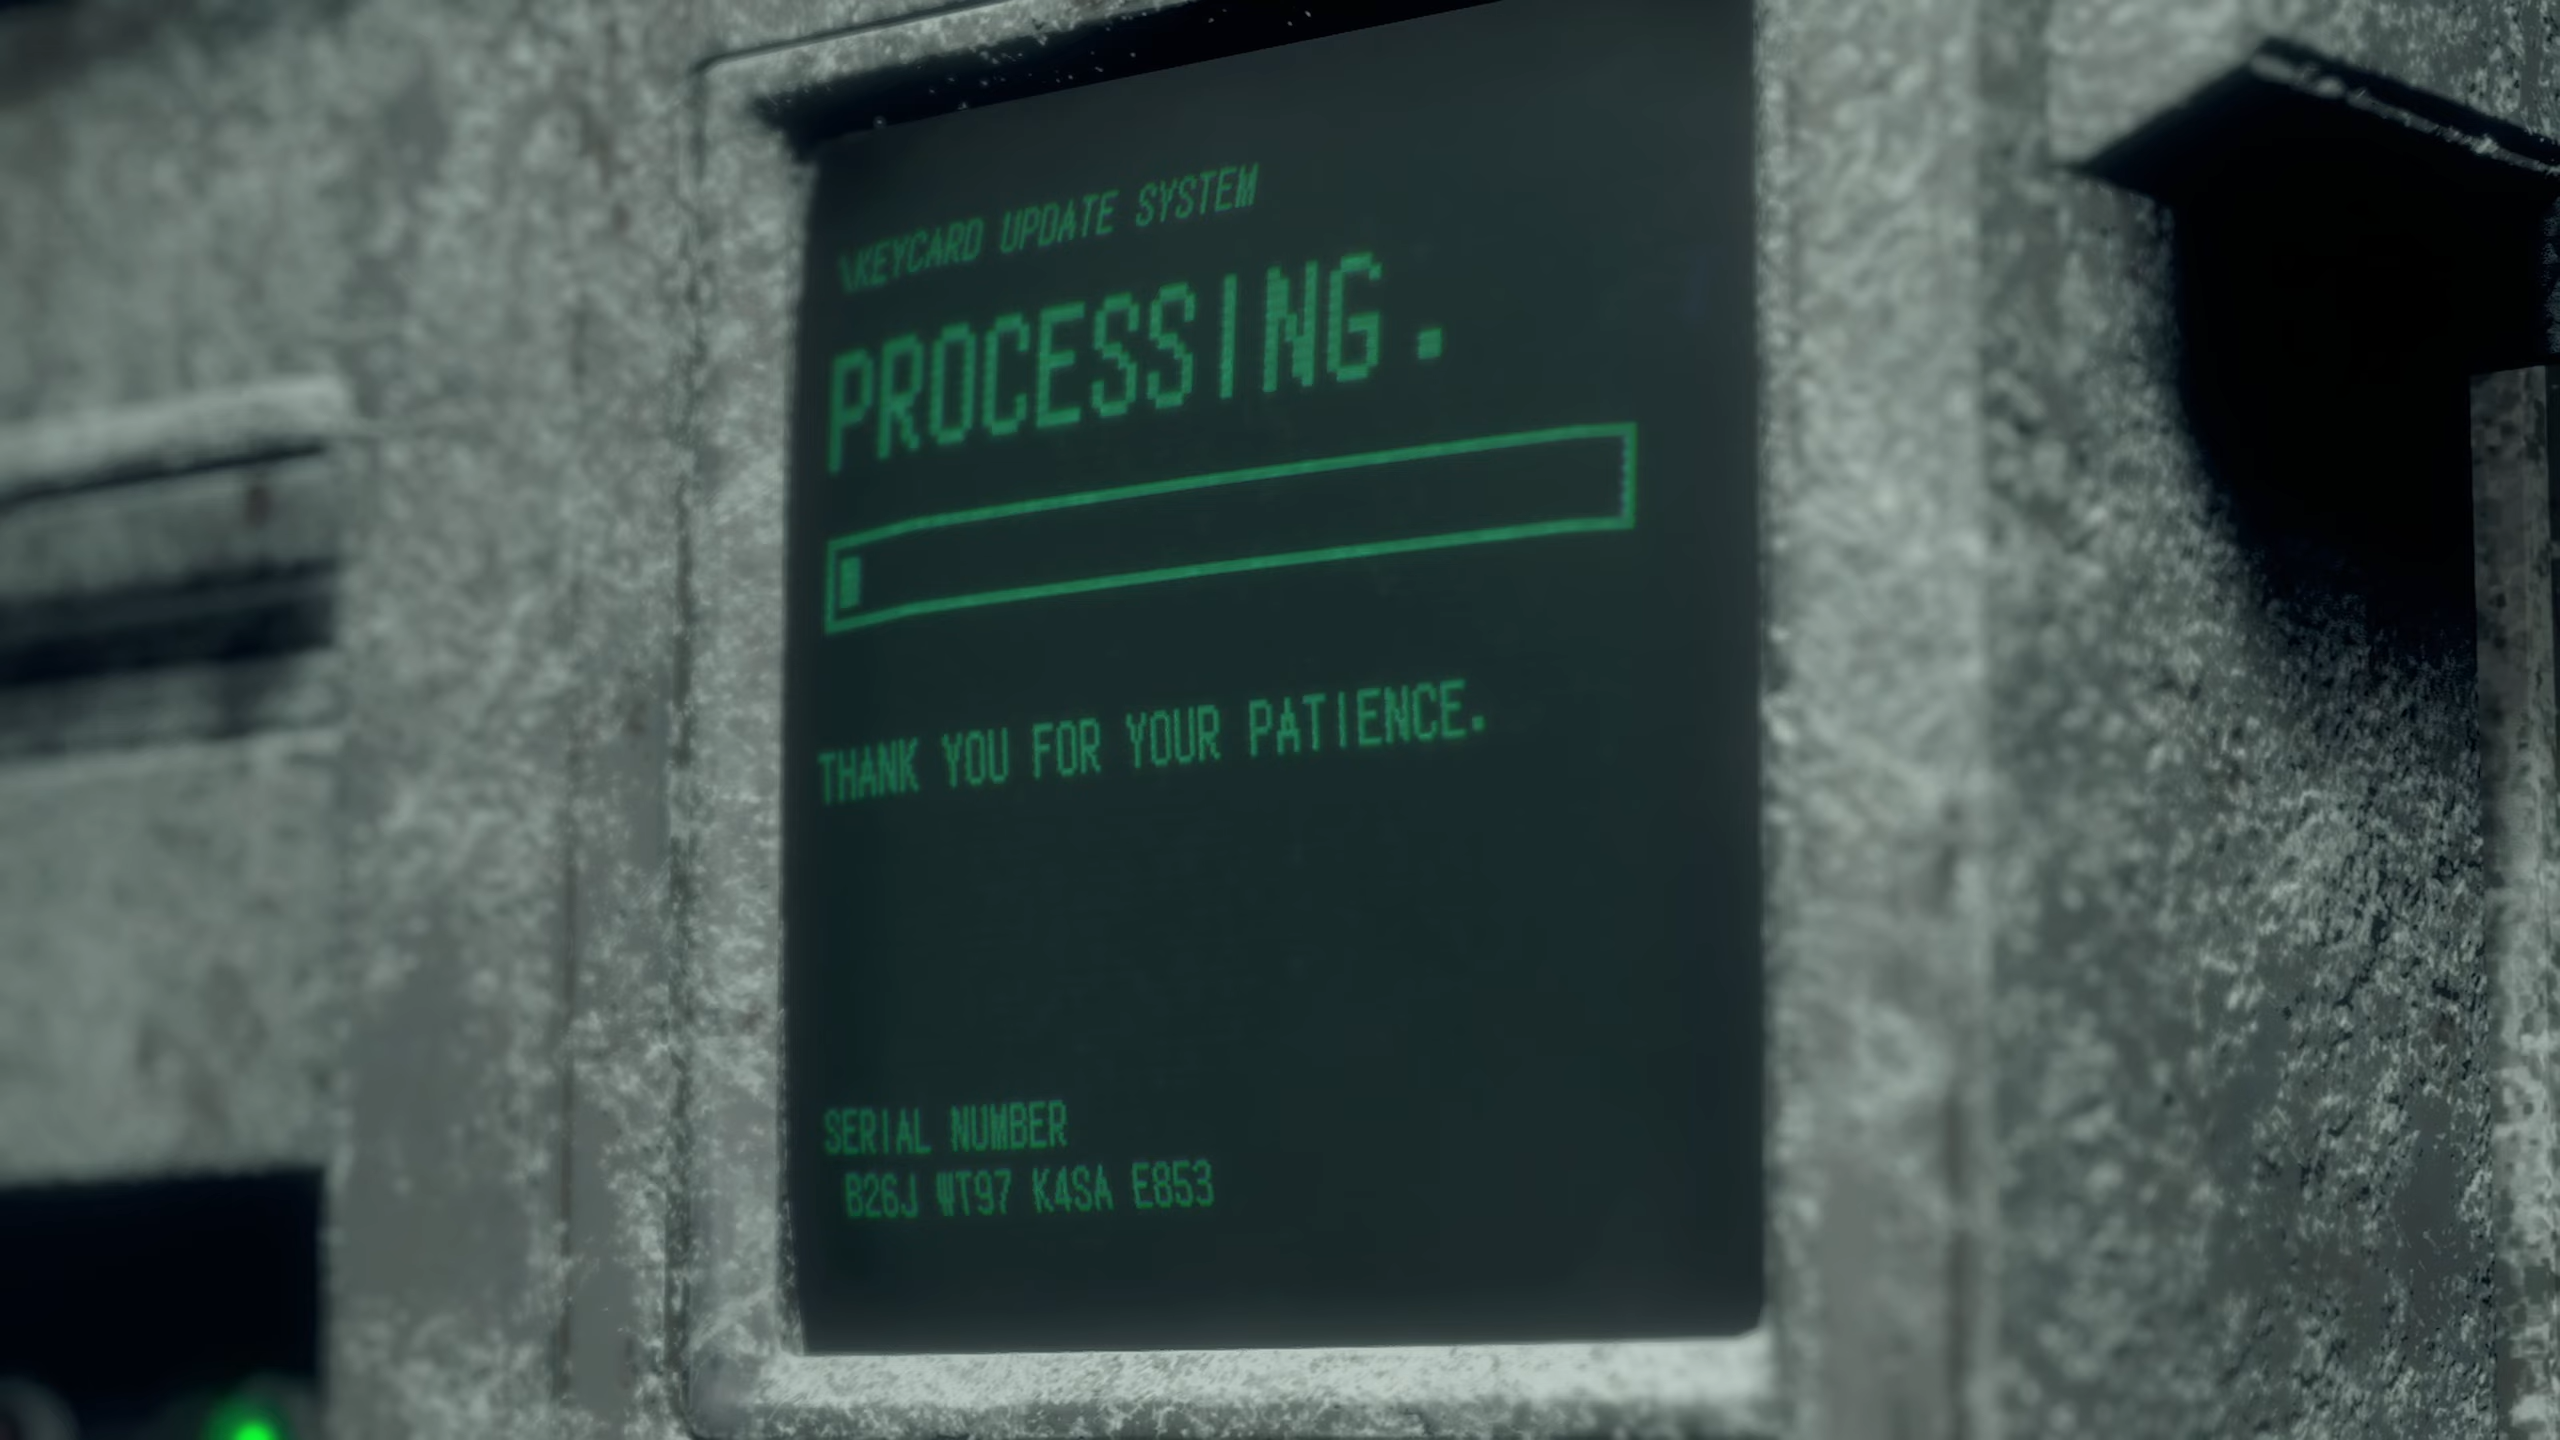 \KEYCARD UPDATE SYSTEM
PROCESSING.
THANK YOU FOR YOUR PATIENCE.
SERIAL NUMBER
B26J WT97 K4SA E853